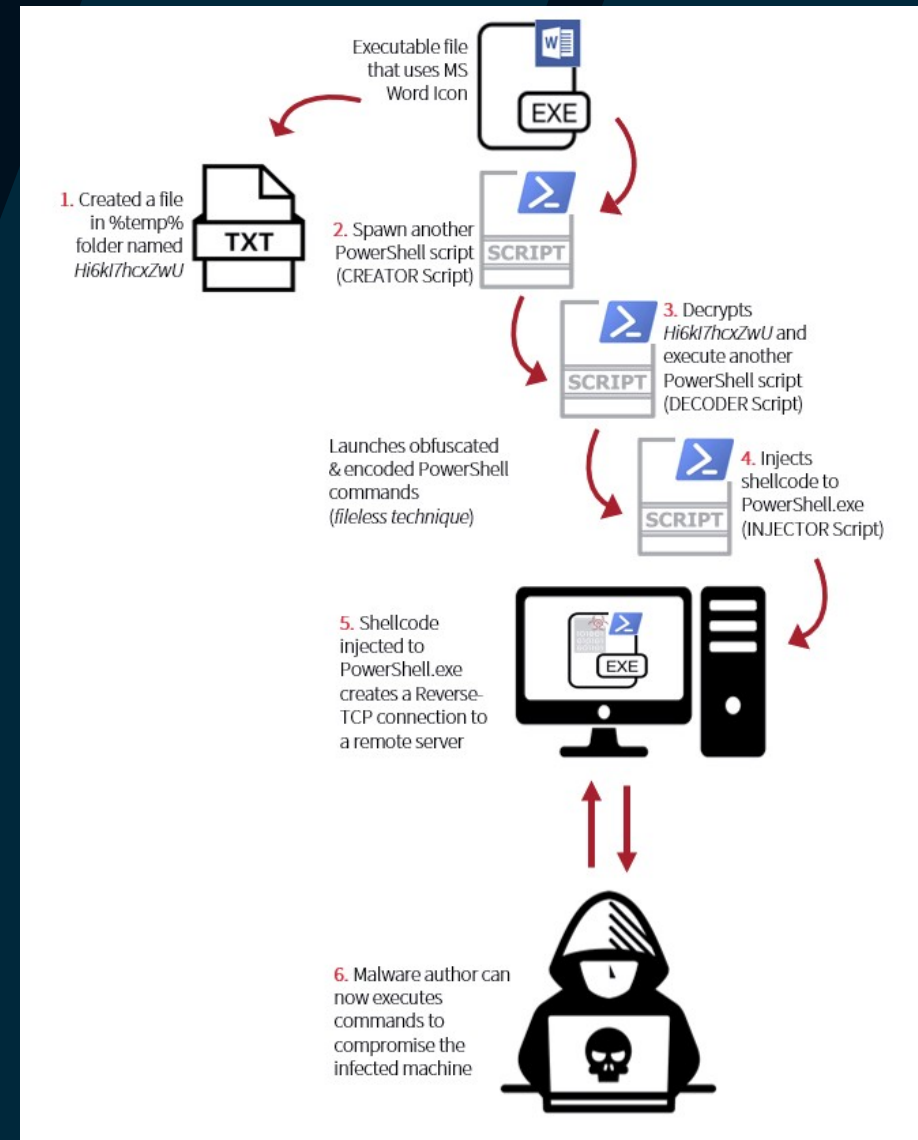 Executable file
that uses MS
Word Icon
W
EXE
1. Created a file
in %temp%
folder named
Hi6kI7hcxZwU
TXT
2. Spawn another
PowerShell script
(CREATOR Script)
SCRIPT
3. Decrypts
Hi6kI7hcxZwU and
execute another
PowerShell script
(DECODER Script)
SCRIPT
Launches obfuscated
& encoded PowerShell
commands
(fileless technique)
4. Injects
shellcode to
PowerShell.exe
(INJECTOR Script)
SCRIPT
5. Shellcode
injected to
PowerShell.exe
creates a Reverse-
TCP connection to
a remote server
EXE
6. Malware author can
now executes
commands to
compromise the
infected machine